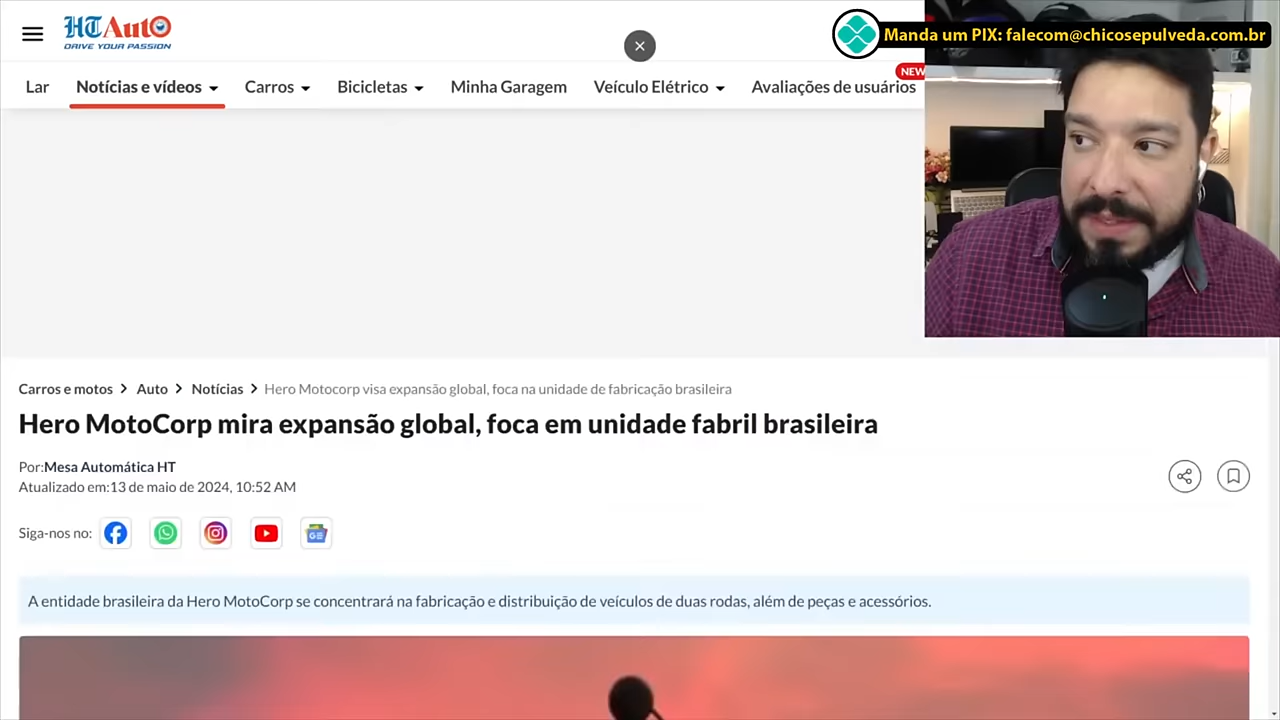 HT Auto
DRIVE YOUR PASSION
Manda um PIX: falecom@chicosepulveda.com.br
NEW
Lar
Notícias e vídeos
Carros
Bicicletas
Minha Garagem
Veículo Elétrico
Avaliações de usuários
Carros e motos > Auto > Notícias > Hero Motocorp visa expansão global, foca na unidade de fabricação brasileira
Hero MotoCorp mira expansão global, foca em unidade fabril brasileira
Por:Mesa Automática HT
Atualizado em:13 de maio de 2024, 10:52 AM
Siga-nos no:
GE
A entidade brasileira da Hero MotoCorp se concentrará na fabricação e distribuição de veículos de duas rodas, além de peças e acessórios.